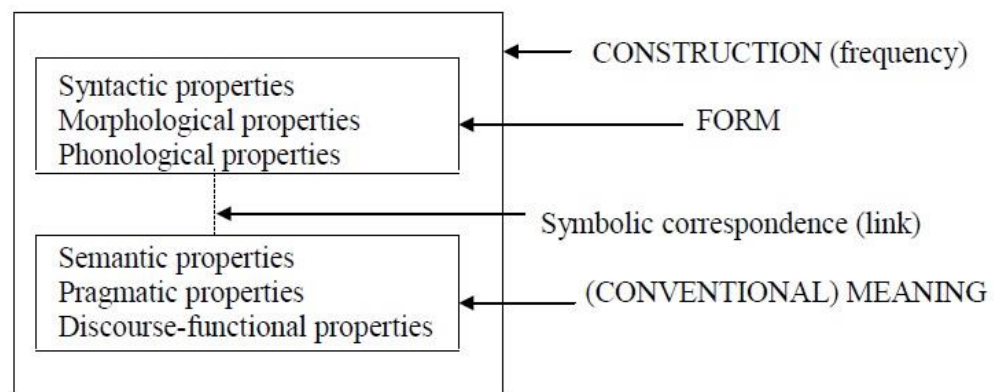 CONSTRUCTION (frequency)
Syntactic properties
Morphological properties
Phonological properties
FORM
Symbolic correspondence (link)
Semantic properties
Pragmatic properties
Discourse-functional properties
(CONVENTIONAL) MEANING